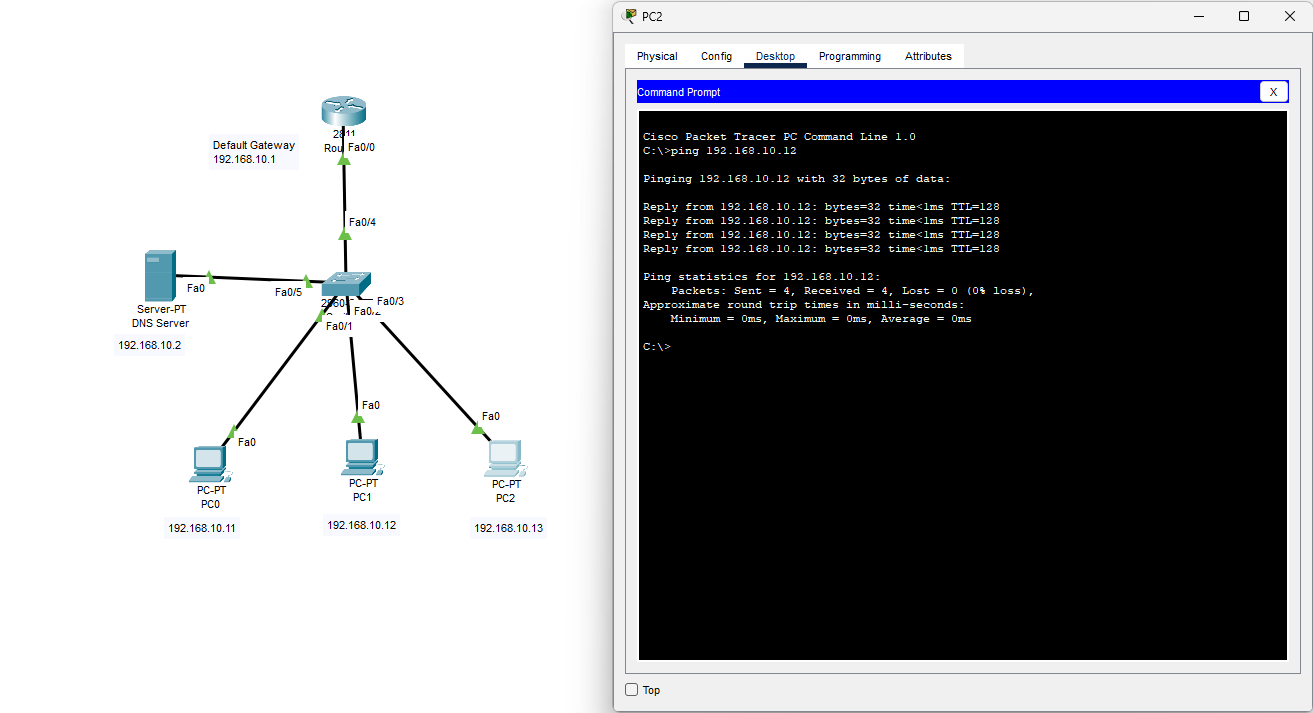 2811
Rou
Fa0/0
Default Gateway
192.168.10.1
Fa0/4
Fa0
Fa0/5
Fa0/3
Fa0/2
Fa0/1
Server-PT
DNS Server
192.168.10.2
Fa0
Fa0
Fa0
PC-PT
PC0
PC-PT
PC1
PC-PT
PC2
192.168.10.11
192.168.10.12
192.168.10.13
PC2
Physical
Config
Desktop
Programming
Attributes
Command Prompt
X
Cisco Packet Tracer PC Command Line 1.0
C:\>ping 192.168.10.12
Pinging 192.168.10.12 with 32 bytes of data:
Reply from 192.168.10.12: bytes=32 time<1ms TTL=128
Reply from 192.168.10.12: bytes=32 time<1ms TTL=128
Reply from 192.168.10.12: bytes=32 time<1ms TTL=128
Reply from 192.168.10.12: bytes=32 time<1ms TTL=128
Ping statistics for 192.168.10.12:
Packets: Sent = 4, Received = 4, Lost = 0 (0% loss),
Approximate round trip times in milli-seconds:
Minimum = 0ms, Maximum = 0ms, Average = 0ms
C:\>
Top